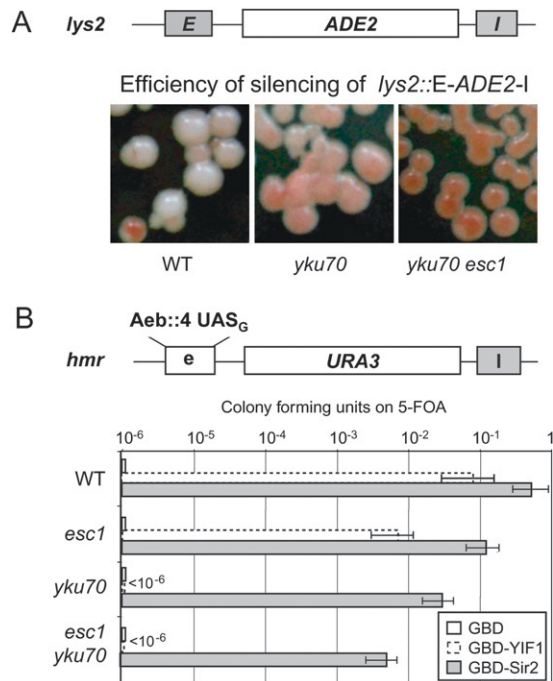 A
lys2 E ADE2 I
Efficiency of silencing of lys2::E-ADE2-I
WT yku70 yku70 esc1
B
Aeb::4 UASG
hmr e URA3 I
Colony forming units on 5-FOA
10-6 10-5 10-4 10-3 10-2 10-1 1
WT
esc1
yku70 <10-6
esc1
yku70 <10-6
GBD
GBD-YIF1
GBD-Sir2